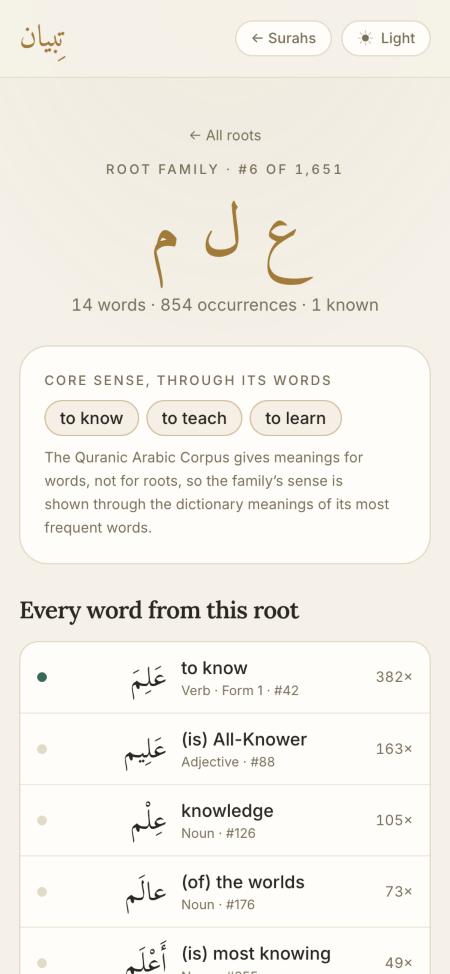 تِبيان
← Surahs
Light
← All roots
ROOT FAMILY · #6 OF 1,651
ع ل م
14 words · 854 occurrences · 1 known
CORE SENSE, THROUGH ITS WORDS
to know
to teach
to learn
The Quranic Arabic Corpus gives meanings for
words, not for roots, so the family’s sense is
shown through the dictionary meanings of its most
frequent words.
Every word from this root
عَلِمَ
to know
Verb · Form 1 · #42
382×
عَلِيم
(is) All-Knower
Adjective · #88
163×
عِلْم
knowledge
Noun · #126
105×
عالَم
(of) the worlds
Noun · #176
73×
أَعْلَم
(is) most knowing
49×